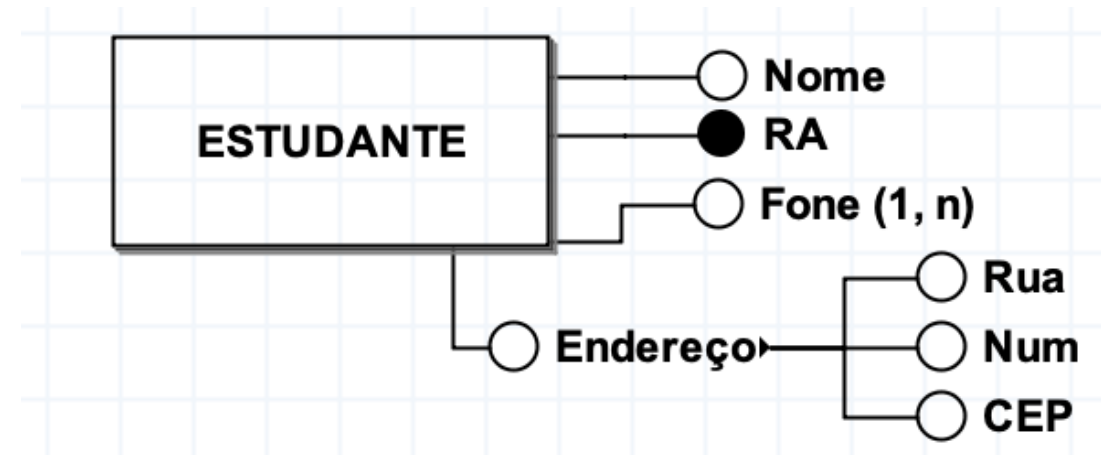 ESTUDANTE
Nome
RA
Fone (1, n)
Endereço
Rua
Num
CEP